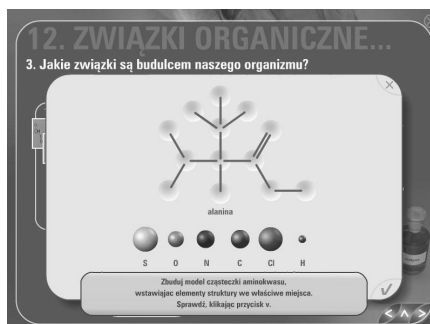 12. ZWIĄZKI ORGANICZNE...
3. Jakie związki są budulcem naszego organizmu?
alanina
S O N C Cl H
Zbuduj model cząsteczki aminokwasu,
wstawiając elementy struktury we właściwe miejsca.
Sprawdź, klikając przycisk v.